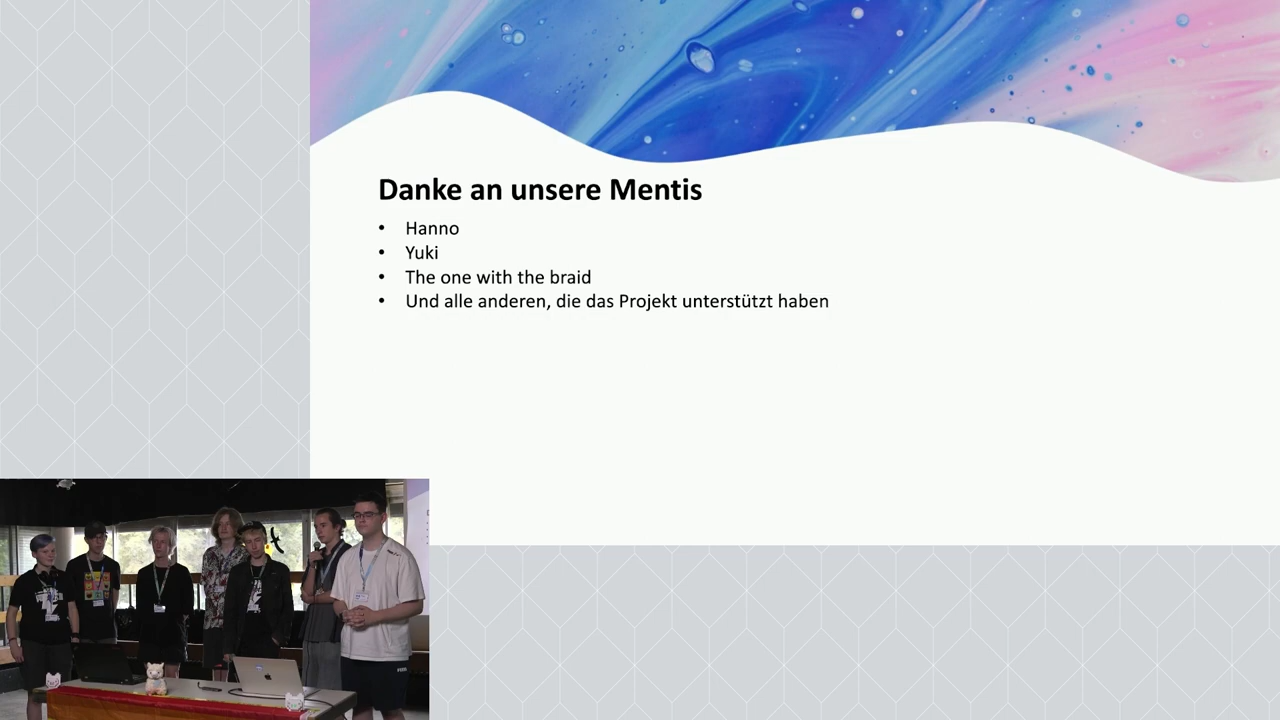 Danke an unsere Mentis
• Hanno
• Yuki
• The one with the braid
• Und alle anderen, die das Projekt unterstützt haben